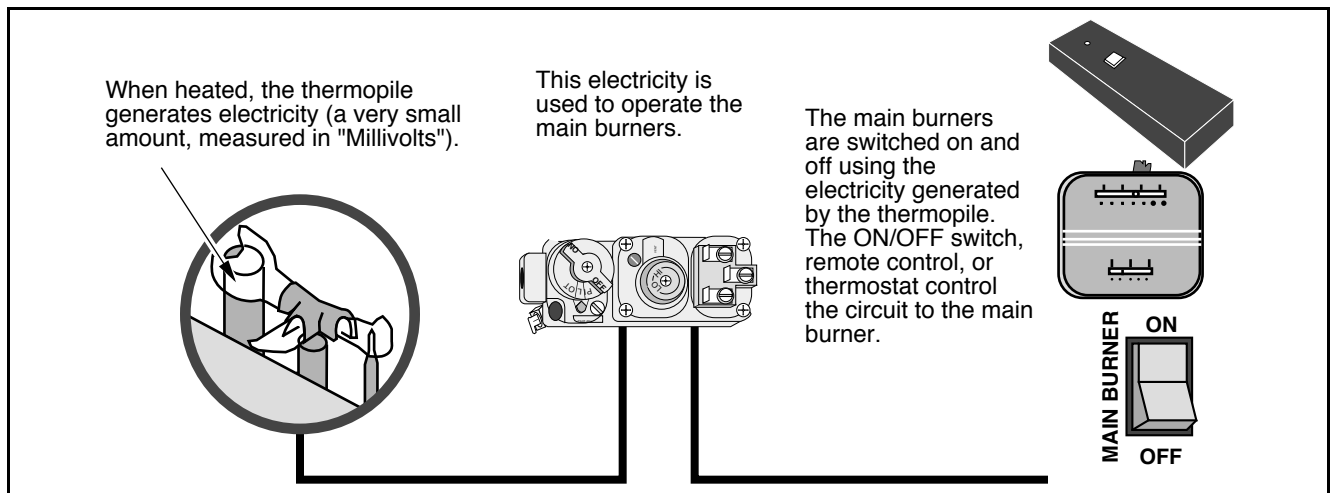 When heated, the thermopile
generates electricity (a very small
amount, measured in "Millivolts").
This electricity is
used to operate the
main burners.
The main burners
are switched on and
off using the
electricity generated
by the thermopile.
The ON/OFF switch,
remote control, or
thermostat control
the circuit to the main
burner.
PILOT
OFF
MAIN BURNER
ON
OFF